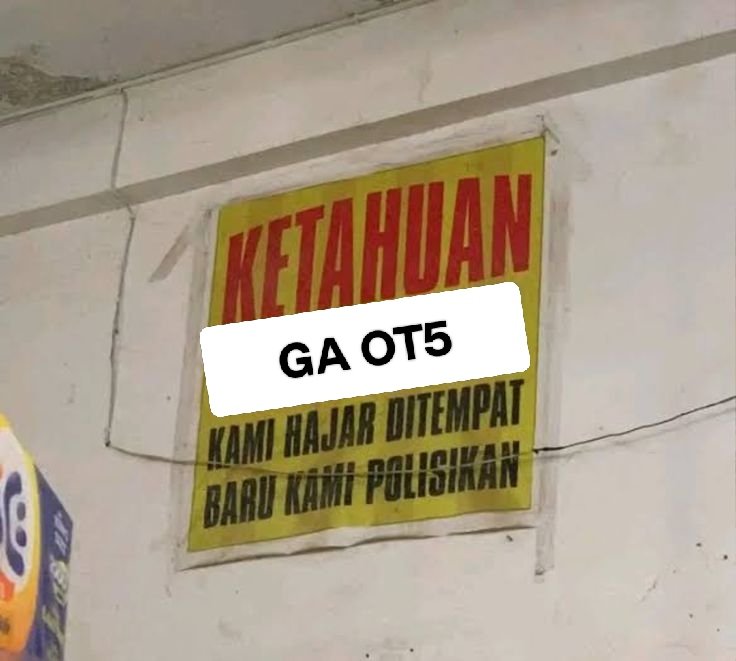 KETAHUAN
GA OT5
KAMI HAJAR DITEMPAT
BARU KAMI POLISIKAN